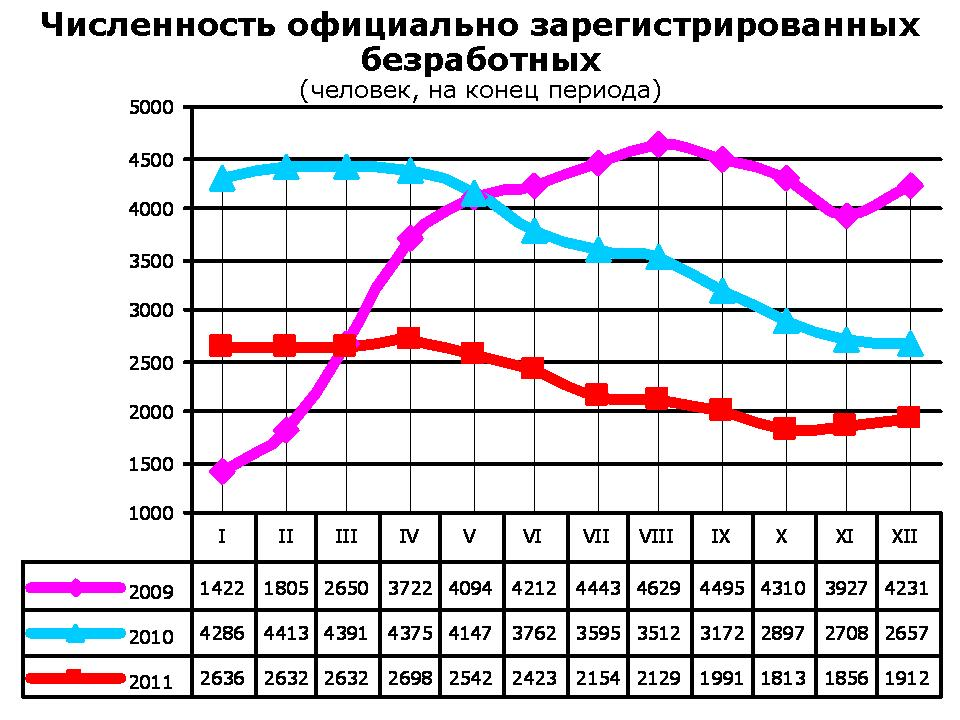 Численность официально зарегистрированных
безработных
(человек, на конец периода)
5000
4500
4000
3500
3000
2500
2000
1500
1000
I II III IV V VI VII VIII IX X XI XII
2009 1422 1805 2650 3722 4094 4212 4443 4629 4495 4310 3927 4231
2010 4286 4413 4391 4375 4147 3762 3595 3512 3172 2897 2708 2657
2011 2636 2632 2632 2698 2542 2423 2154 2129 1991 1813 1856 1912